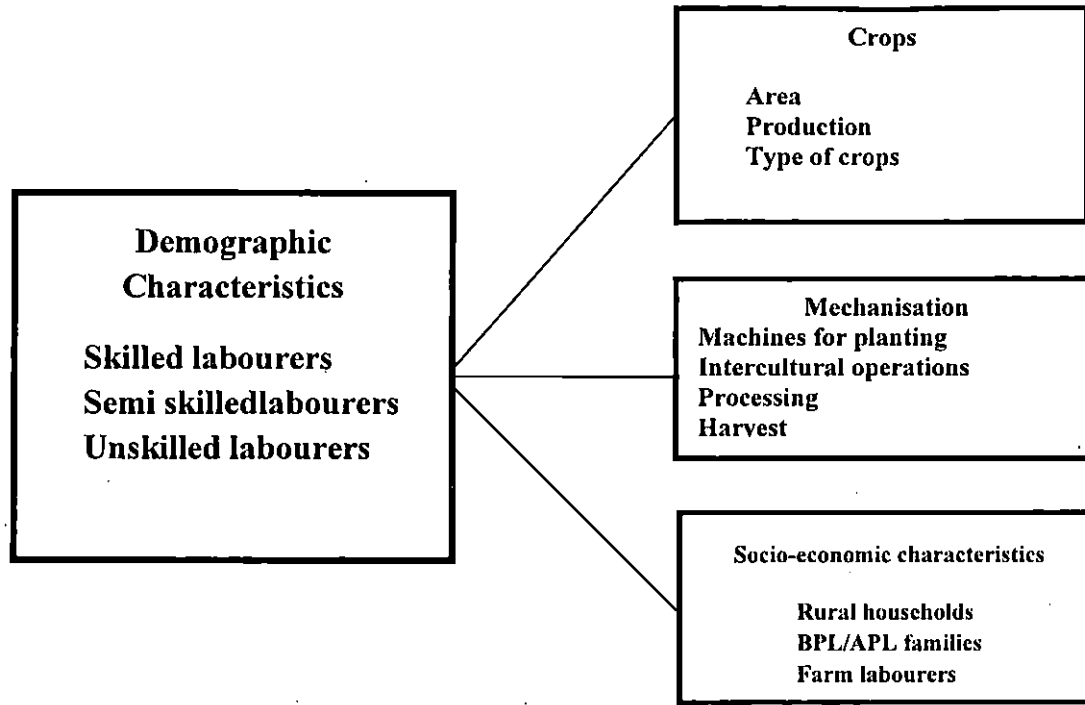 Demographic
Characteristics
Skilled labourers
Semi skilledlabourers
Unskilled labourers
Crops
Area
Production
Type of crops
Mechanisation
Machines for planting
Intercultural operations
Processing
Harvest
Socio-economic characteristics
Rural households
BPL/APL families
Farm labourers